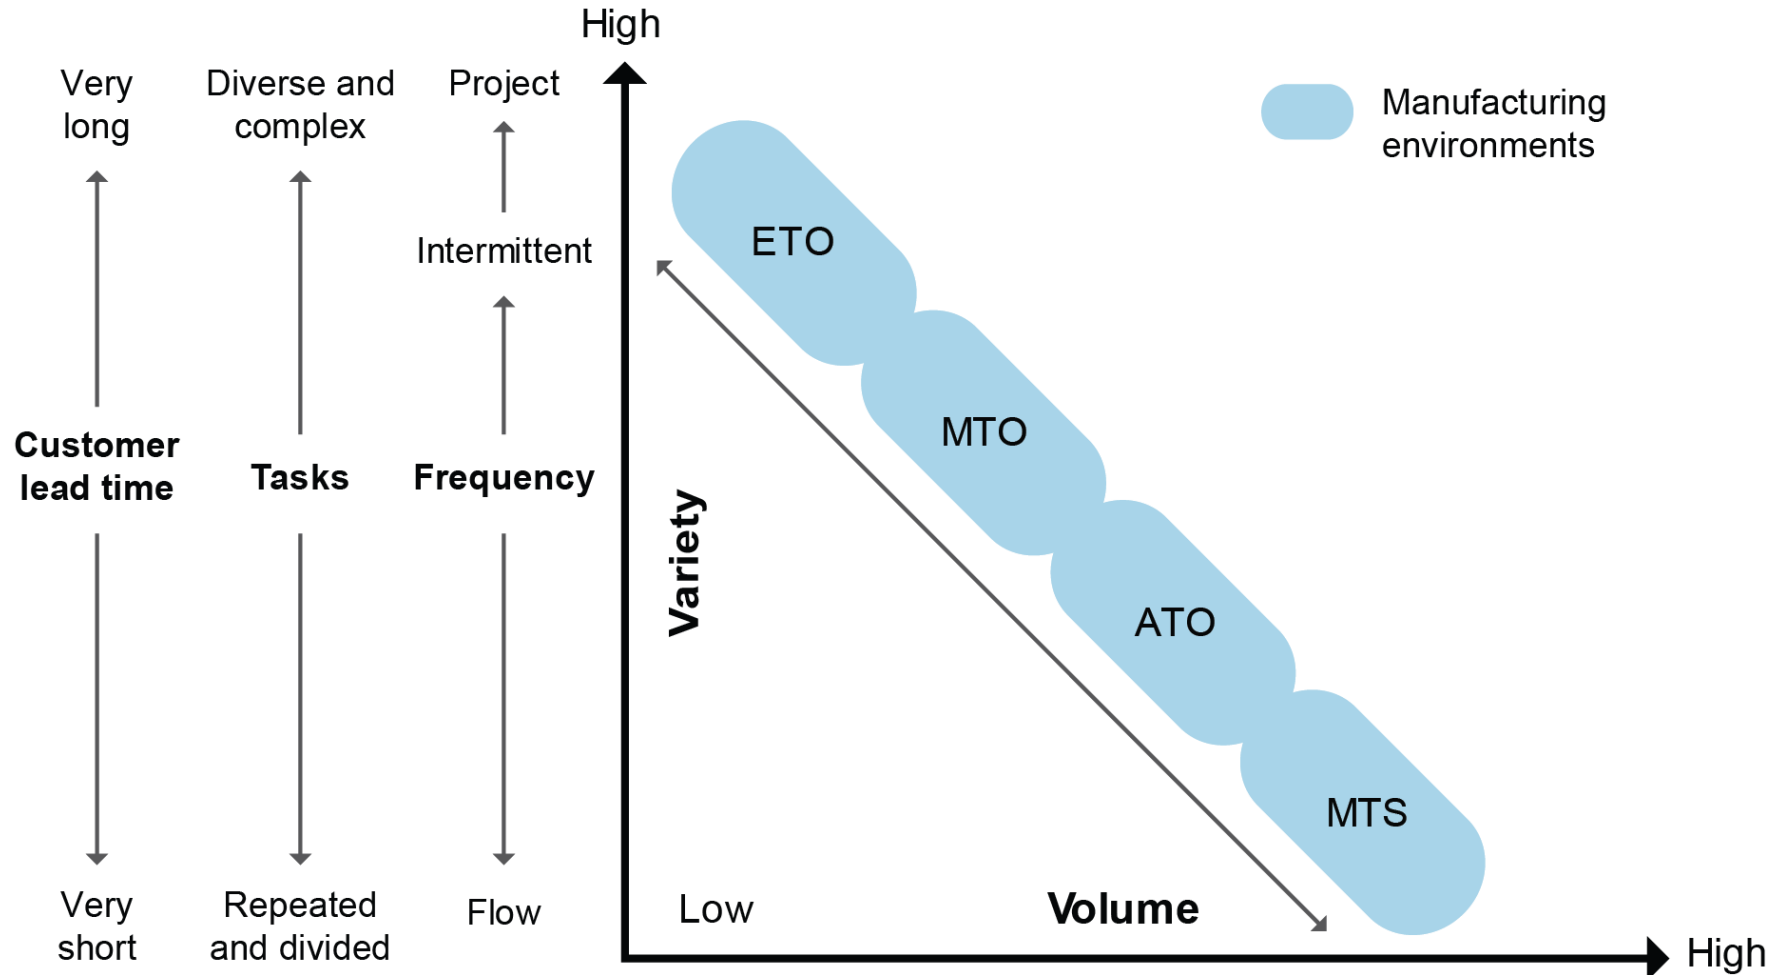 High
Very
long
Diverse and
complex
Project
Manufacturing
environments
Intermittent
ETO
MTO
Customer
lead time
Tasks
Frequency
Variety
ATO
MTS
Very
short
Repeated
and divided
Flow
Low
Volume
High